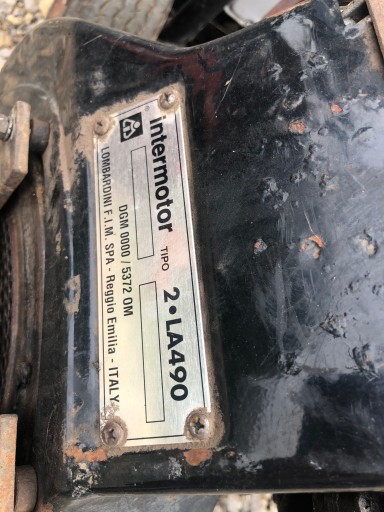 intermotor TIPO 2•LA490
DGM 0000 / 5372 OM
LOMBARDINI F.I.M. SPA - Reggio Emilia - ITALY